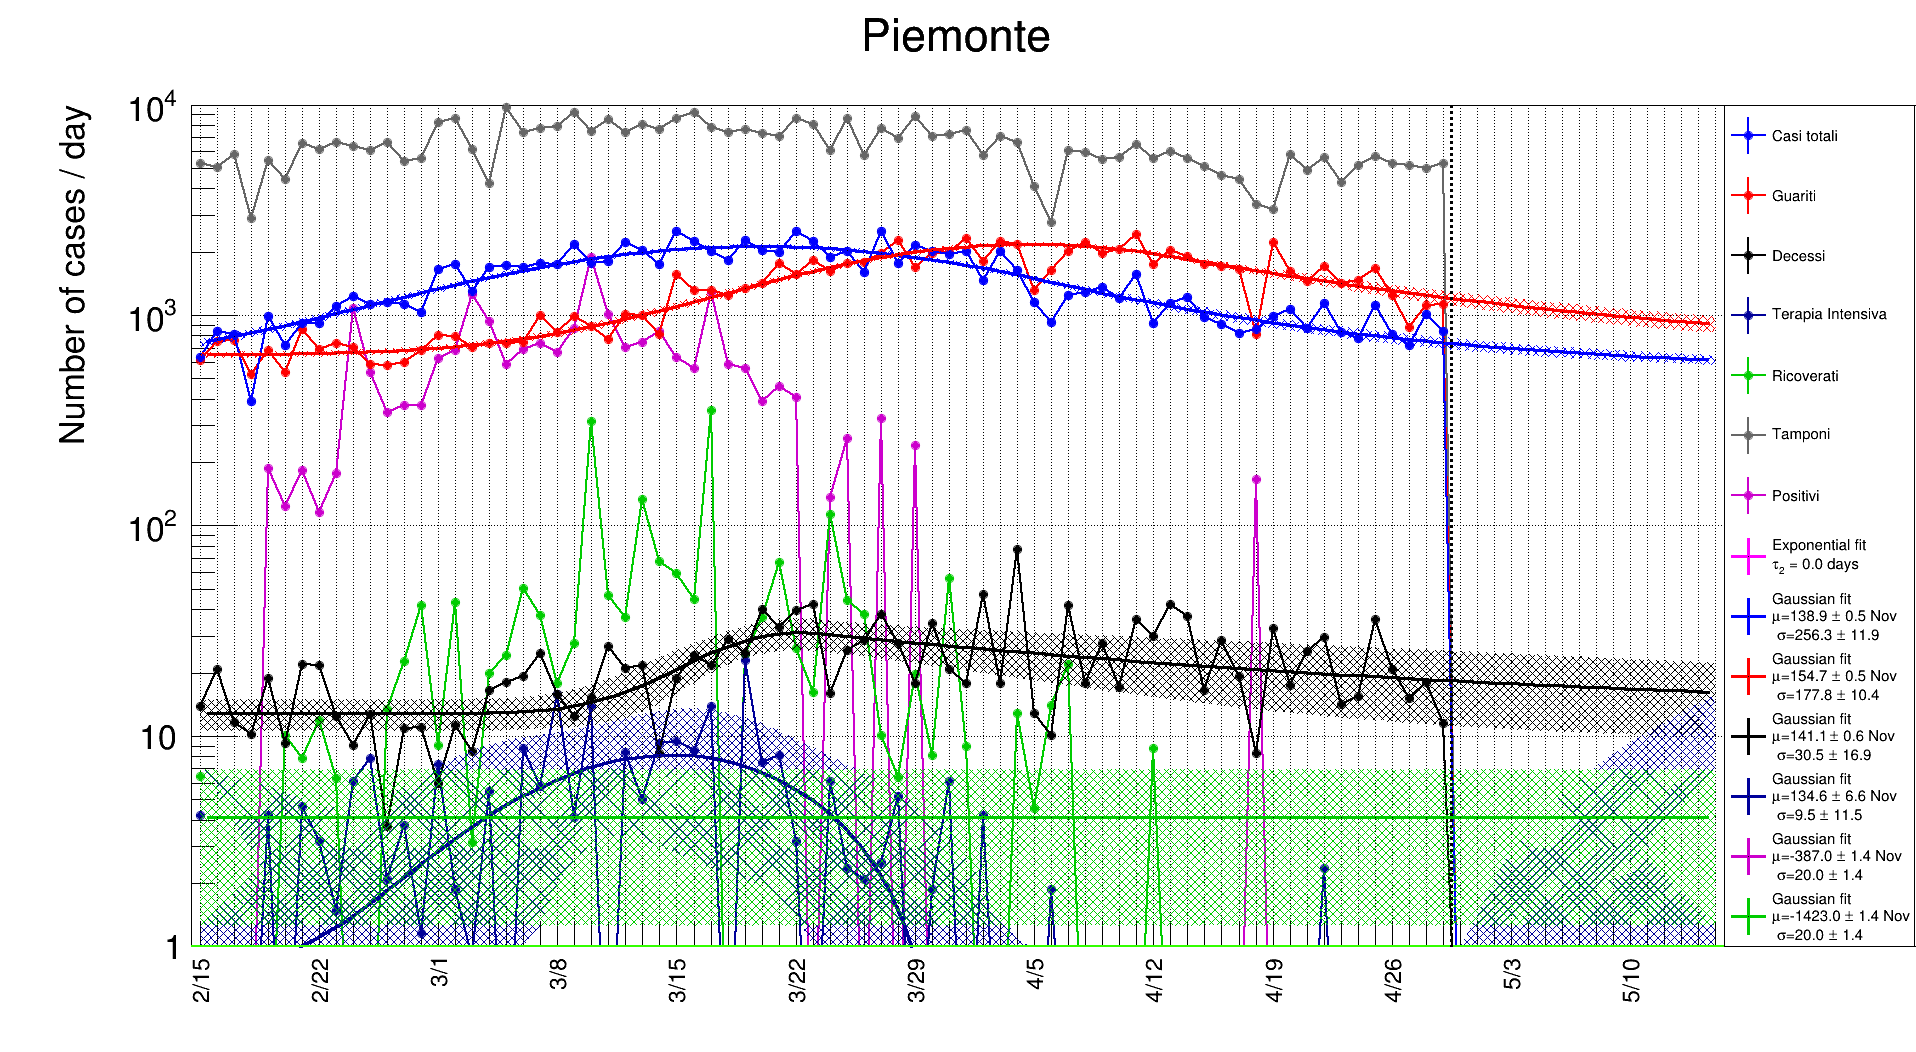 Piemonte
Number of cases / day
10^4
10^3
10^2
10
1
2/15
2/22
3/1
3/8
3/15
3/22
3/29
4/5
4/12
4/19
4/26
5/3
5/10
Casi totali
Guariti
Decessi
Terapia Intensiva
Ricoverati
Tamponi
Positivi
Exponential fit
τ₂ = 0.0 days
Gaussian fit
μ=138.9 ± 0.5 Nov
σ=256.3 ± 11.9
Gaussian fit
μ=154.7 ± 0.5 Nov
σ=177.8 ± 10.4
Gaussian fit
μ=141.1 ± 0.6 Nov
σ=30.5 ± 16.9
Gaussian fit
μ=134.6 ± 6.6 Nov
σ=9.5 ± 11.5
Gaussian fit
μ=-387.0 ± 1.4 Nov
σ=20.0 ± 1.4
Gaussian fit
μ=-1423.0 ± 1.4 Nov
σ=20.0 ± 1.4